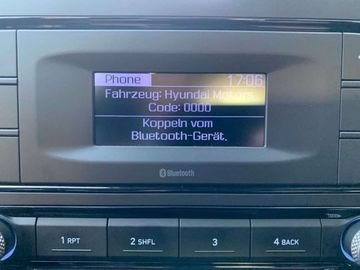 Phone 17:06
Fahrzeug: Hyundai Motors
Code: 0000
Koppeln vom
Bluetooth-Gerät.
Bluetooth
1 RPT 2 SHFL 3 4 BACK